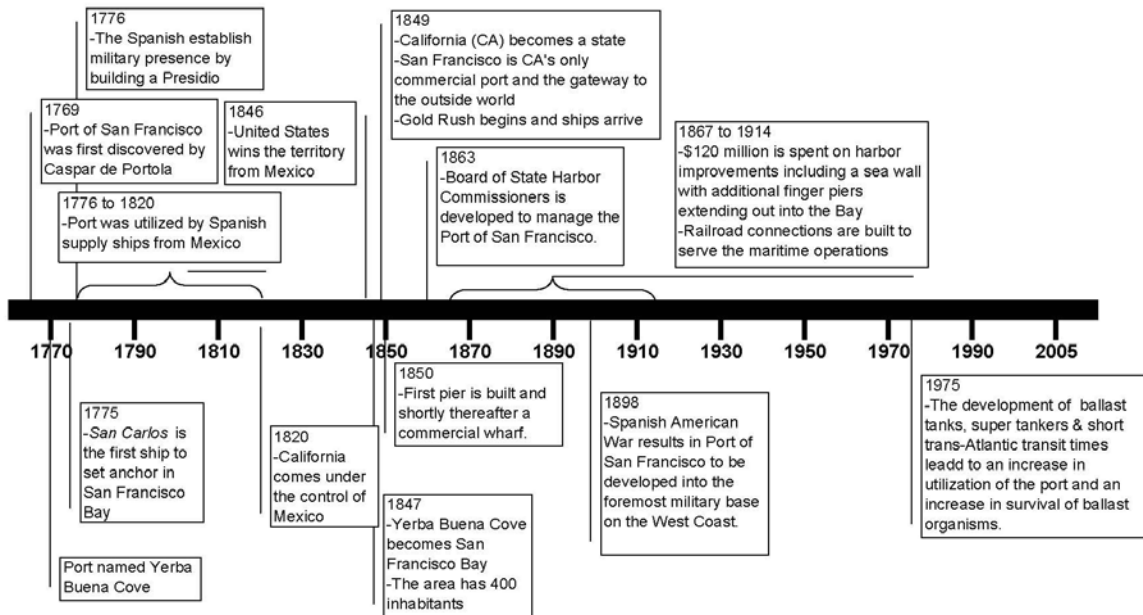 1776
-The Spanish establish
military presence by
building a Presidio
1849
-California (CA) becomes a state
-San Francisco is CA's only
commercial port and the gateway to
the outside world
-Gold Rush begins and ships arrive
1769
-Port of San Francisco
was first discovered by
Caspar de Portola
1846
-United States
wins the territory
from Mexico
1867 to 1914
-$120 million is spent on harbor
improvements including a sea wall
with additional finger piers
extending out into the Bay
-Railroad connections are built to
serve the maritime operations
1863
-Board of State Harbor
Commissioners is
developed to manage the
Port of San Francisco.
1776 to 1820
-Port was utilized by Spanish
supply ships from Mexico
1770 1790 1810 1830 1850 1870 1890 1910 1930 1950 1970 1990 2005
1775
-San Carlos is
the first ship to
set anchor in
San Francisco
Bay
1820
-California
comes under
the control of
Mexico
1850
-First pier is built and
shortly thereafter a
commercial wharf.
1898
-Spanish American
War results in Port of
San Francisco to be
developed into the
foremost military base
on the West Coast.
1975
-The development of ballast
tanks, super tankers & short
trans-Atlantic transit times
leadd to an increase in
utilization of the port and an
increase in survival of ballast
organisms.
1847
-Yerba Buena Cove
becomes San
Francisco Bay
-The area has 400
inhabitants
Port named Yerba
Buena Cove